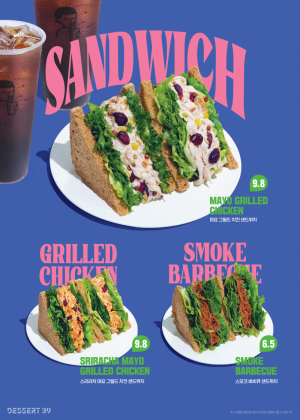 SANDWICH
9.8
MAYO GRILLED
CHICKEN
마요 그릴드 치킨 샌드위치
GRILLED
CHICKEN
SMOKE
BARBECUE
9.8
SRIRACHA MAYO
GRILLED CHICKEN
스리라차 마요 그릴드 치킨 샌드위치
6.5
SMOKE
BARBECUE
스모크 바비큐 샌드위치
DESSERT 39